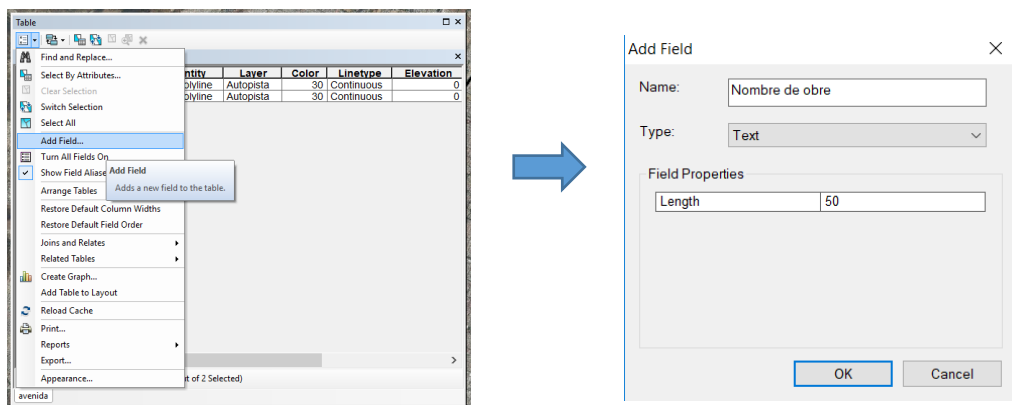 Table
Find and Replace...
Select By Attributes...
Clear Selection
Switch Selection
Select All
Add Field...
Turn All Fields On
Show Field Aliase
Arrange Tables
Restore Default Column Widths
Restore Default Field Order
Joins and Relates
Related Tables
Create Graph...
Add Table to Layout
Reload Cache
Print...
Reports
Export...
Appearance...
Add Field
Adds a new field to the table.
Layer Color Linetype Elevation
Autopista 30 Continuous 0
Autopista 30 Continuous 0
of 2 Selected)
avenida
Add Field
Name: Nombre de obre
Type: Text
Field Properties
Length 50
OK Cancel